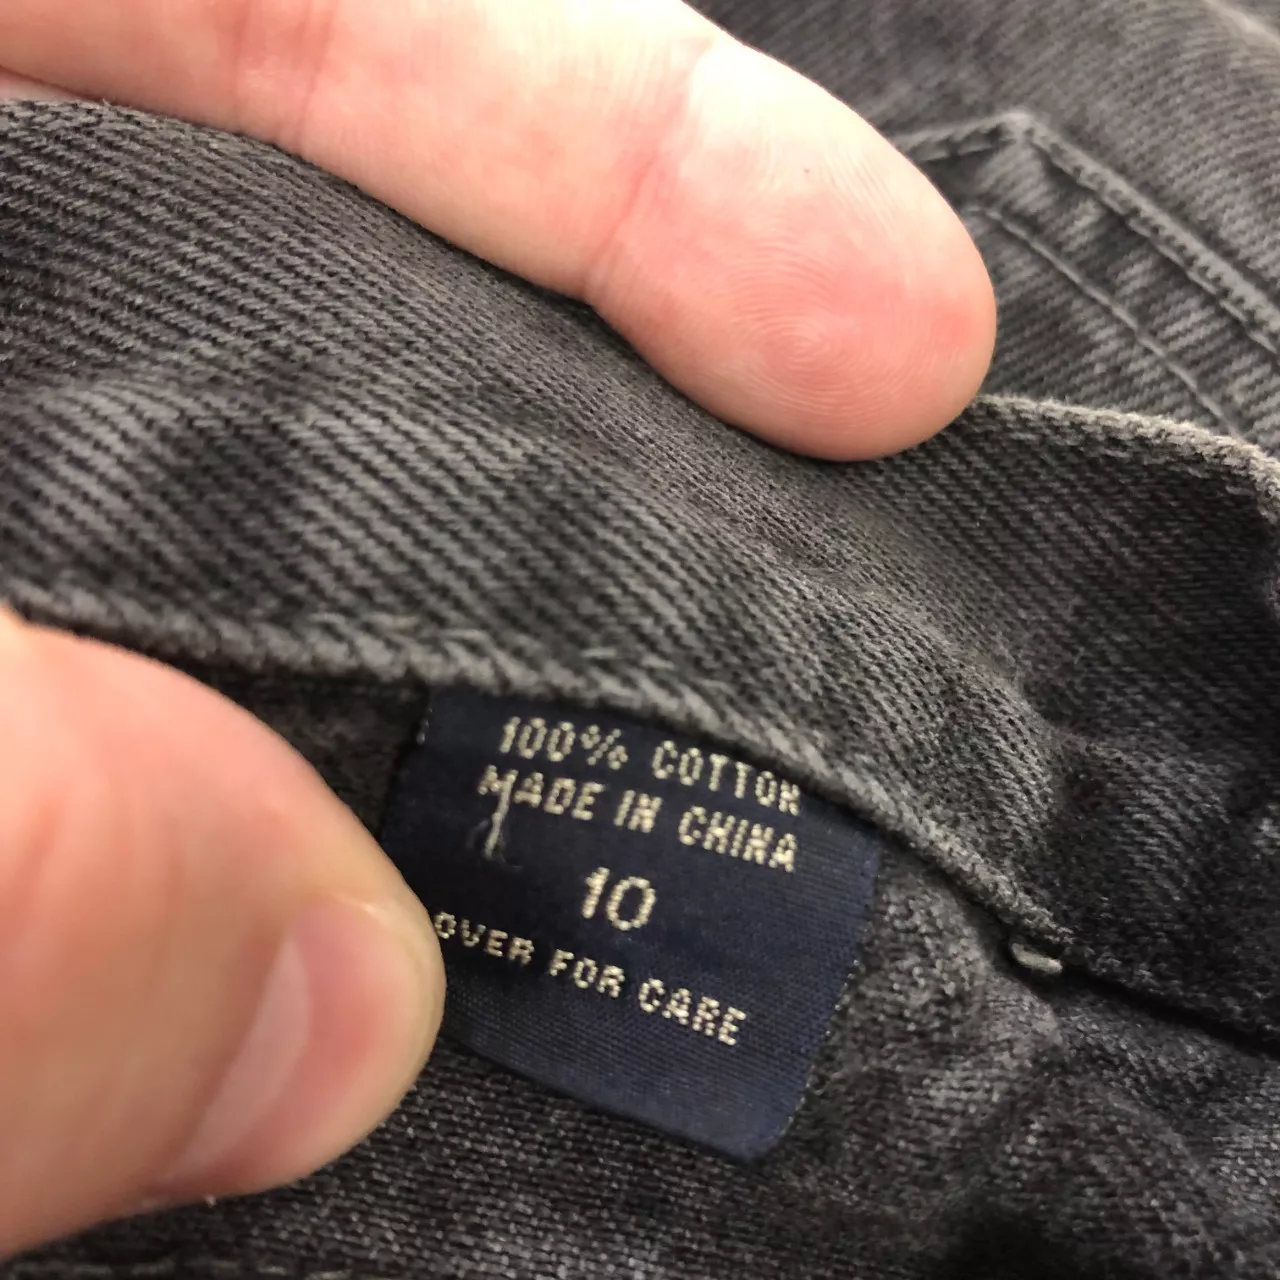 100% COTTON
MADE IN CHINA
10
OVER FOR CARE